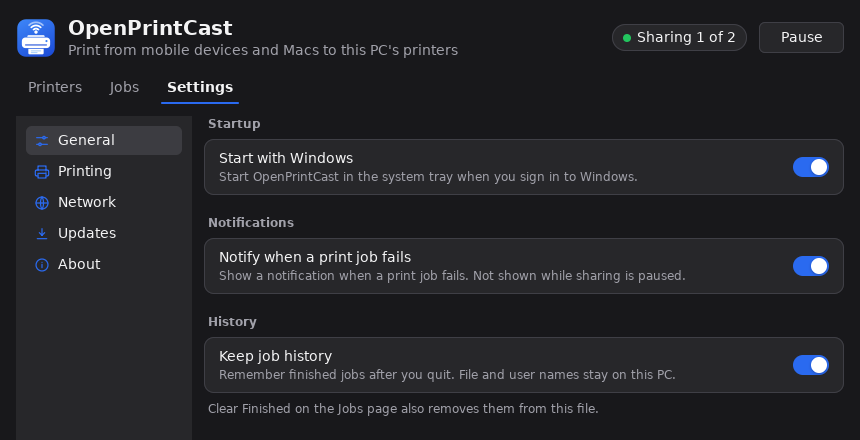 OpenPrintCast
Print from mobile devices and Macs to this PC's printers
Sharing 1 of 2
Pause
Printers
Jobs
Settings
General
Printing
Network
Updates
About
Startup
Start with Windows
Start OpenPrintCast in the system tray when you sign in to Windows.
Notifications
Notify when a print job fails
Show a notification when a print job fails. Not shown while sharing is paused.
History
Keep job history
Remember finished jobs after you quit. File and user names stay on this PC.
Clear Finished on the Jobs page also removes them from this file.